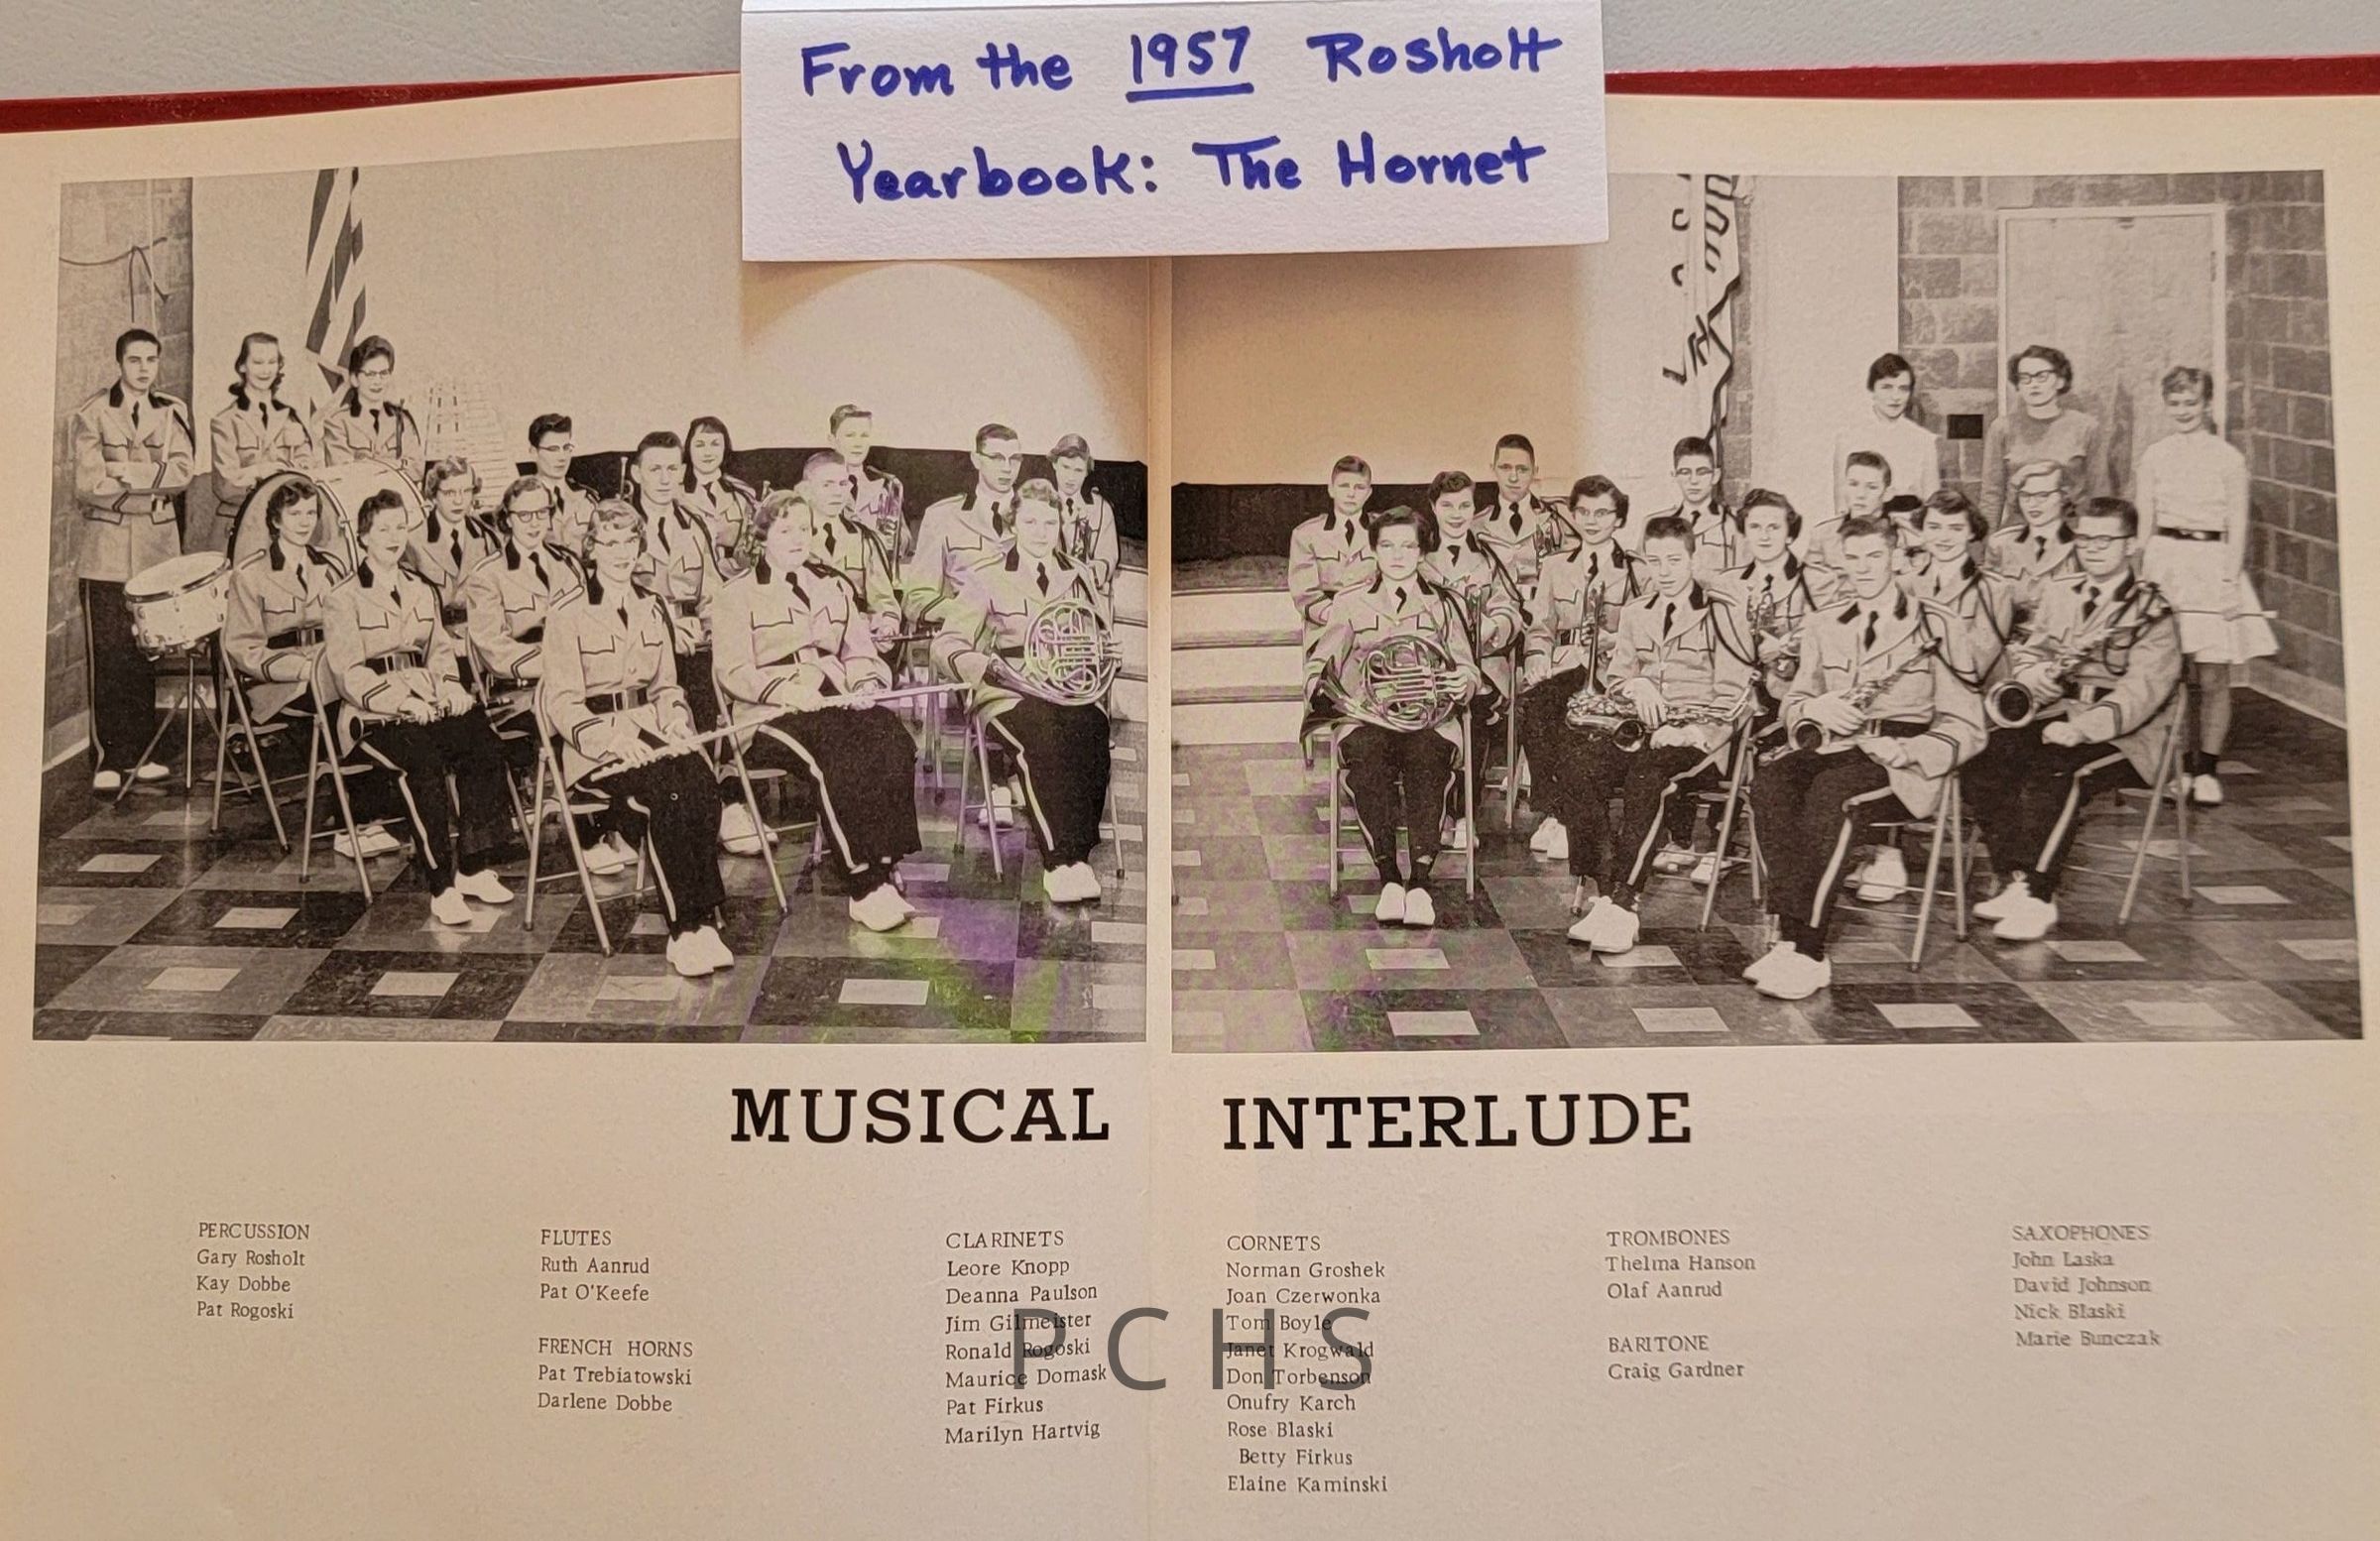 From the 1957 Rosholt
Yearbook: The Hornet
MUSICAL INTERLUDE
PERCUSSION
Gary Rosholt
Kay Dobbe
Pat Rogoski
FLUTES
Ruth Aanrud
Pat O'Keefe
FRENCH HORNS
Pat Trebiatowski
Darlene Dobbe
CLARINETS
Leore Knopp
Deanna Paulson
Jim Gilmeister
Ronald Rogoski
Maurice Domask
Pat Firkus
Marilyn Hartvig
CORNETS
Norman Groshek
Joan Czerwonka
Tom Boyle
Janet Krogwald
Don Torbenson
Onufry Karch
Rose Blaski
Betty Firkus
Elaine Kaminski
TROMBONES
Thelma Hanson
Olaf Aanrud
BARITONE
Craig Gardner
SAXOPHONES
John Laska
David Johnson
Nick Blaski
Marie Bunczak
PCHS